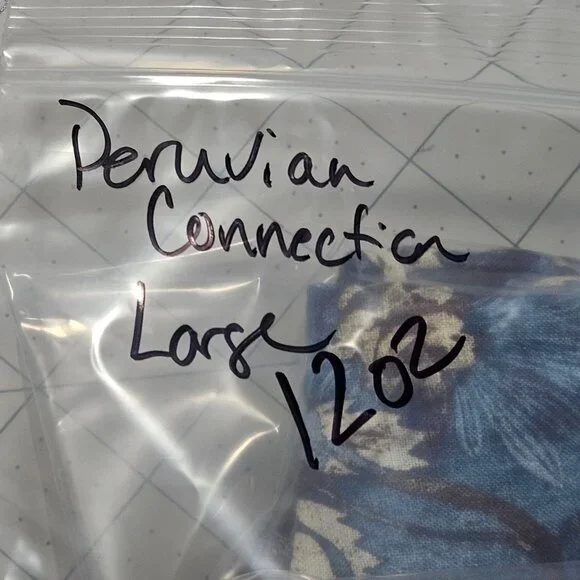 Peruvian
Connection
Large
12oz